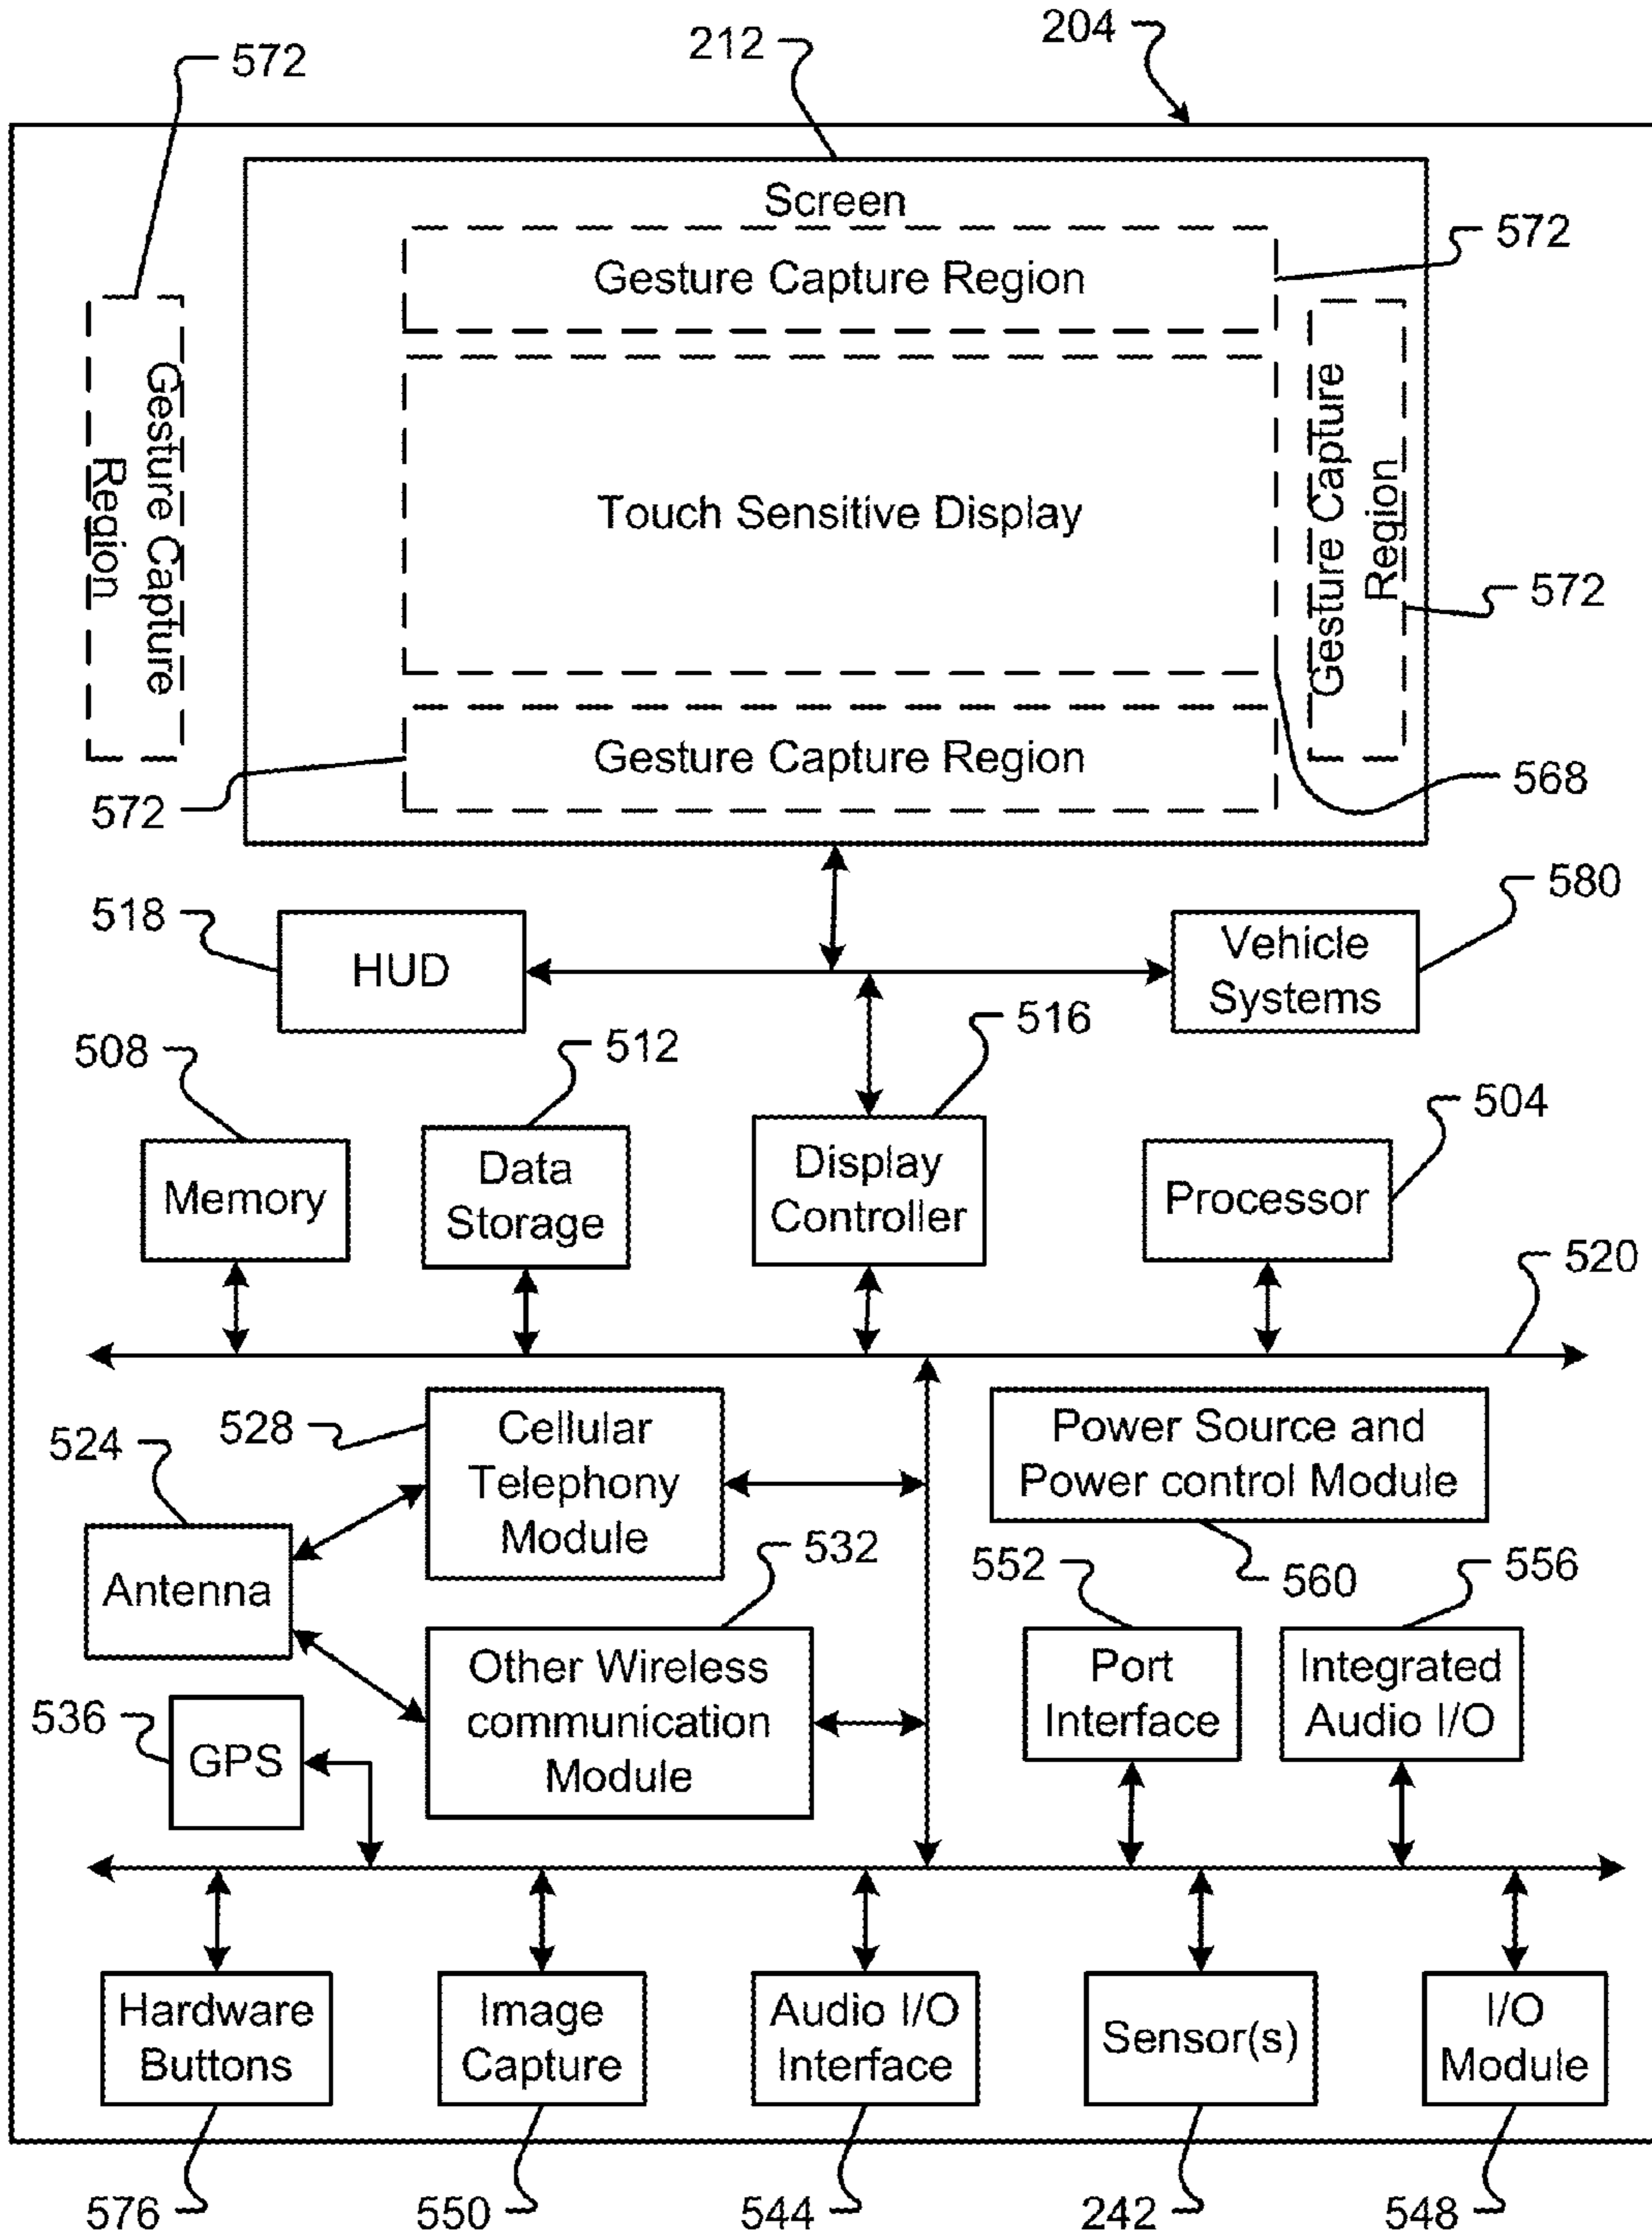 204
212
572
Screen
Gesture Capture Region
572
Gesture Capture
Region
Gesture Capture
Region
Touch Sensitive Display
572
Gesture Capture Region
572
568
580
518
HUD
Vehicle
Systems
508
512
516
504
Memory
Data
Storage
Display
Controller
Processor
520
524
528
Cellular
Telephony
Module
Power Source and
Power control Module
Antenna
532
552
560
556
536
GPS
Other Wireless
communication
Module
Port
Interface
Integrated
Audio I/O
Hardware
Buttons
Image
Capture
Audio I/O
Interface
Sensor(s)
I/O
Module
576
550
544
242
548